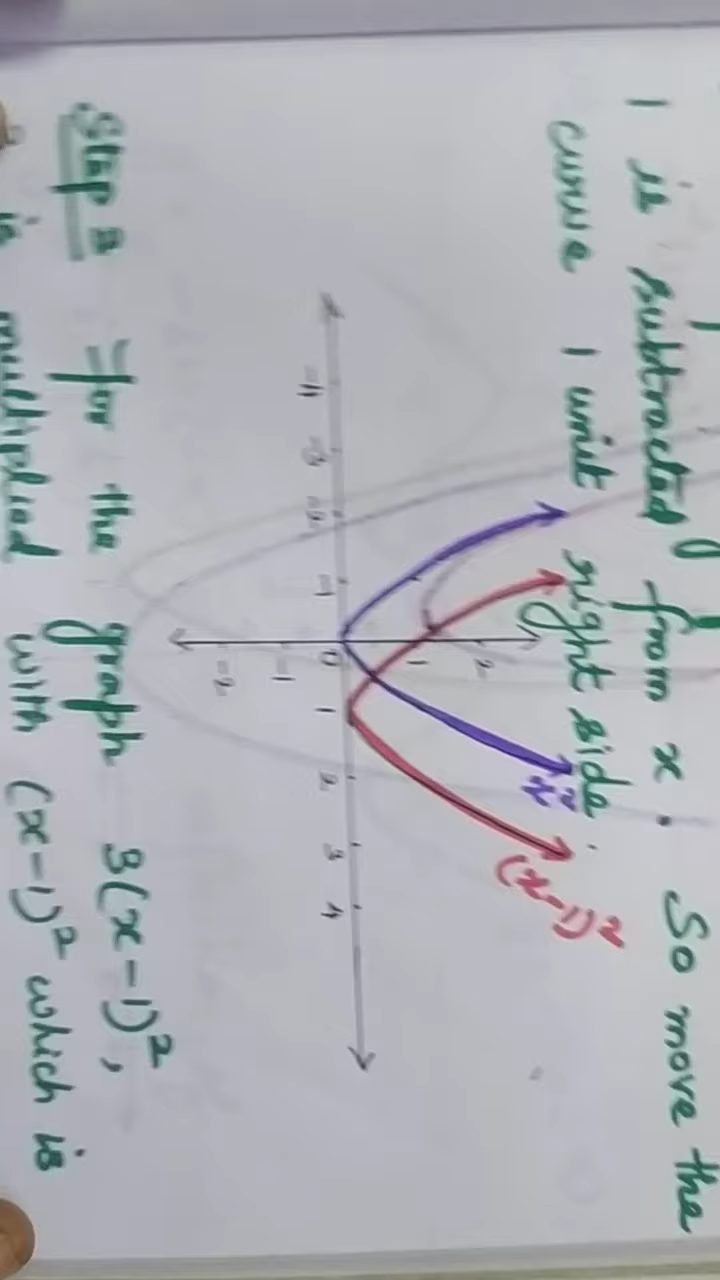 1 is subtracted from x. So move the
curve 1 unit right side.
x²
(x-1)²
-4 -3 -2 -1 0 1 2 3 4
2
1
-1
-2
Step 2 for the graph 3(x-1)²,
is multiplied with (x-1)² which is